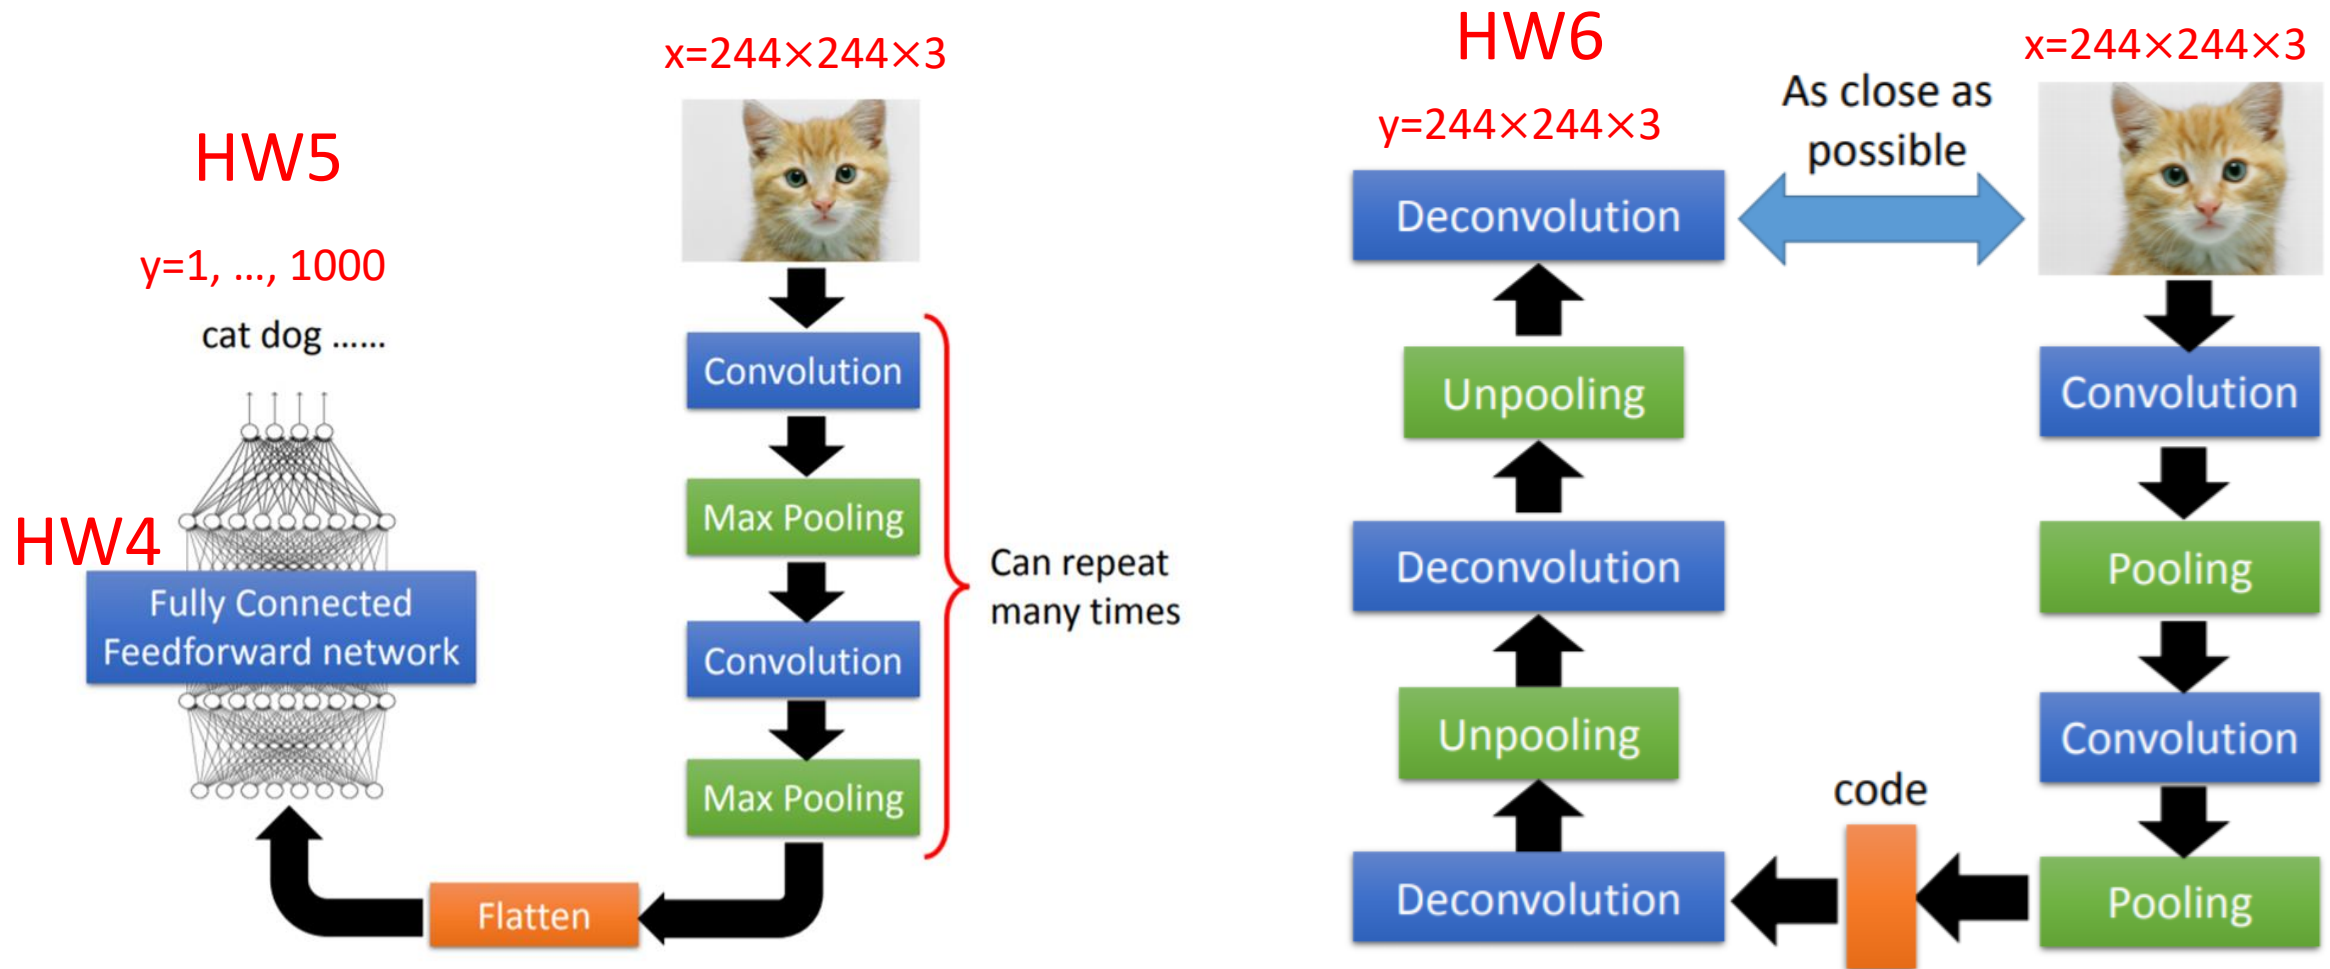 HW5
y=1, ..., 1000
cat dog ......
HW4
Fully Connected
Feedforward network
x=244×244×3
Convolution
Max Pooling
Convolution
Max Pooling
Can repeat
many times
Flatten
HW6
y=244×244×3
Deconvolution
Unpooling
Deconvolution
Unpooling
Deconvolution
As close as
possible
code
x=244×244×3
Convolution
Pooling
Convolution
Pooling